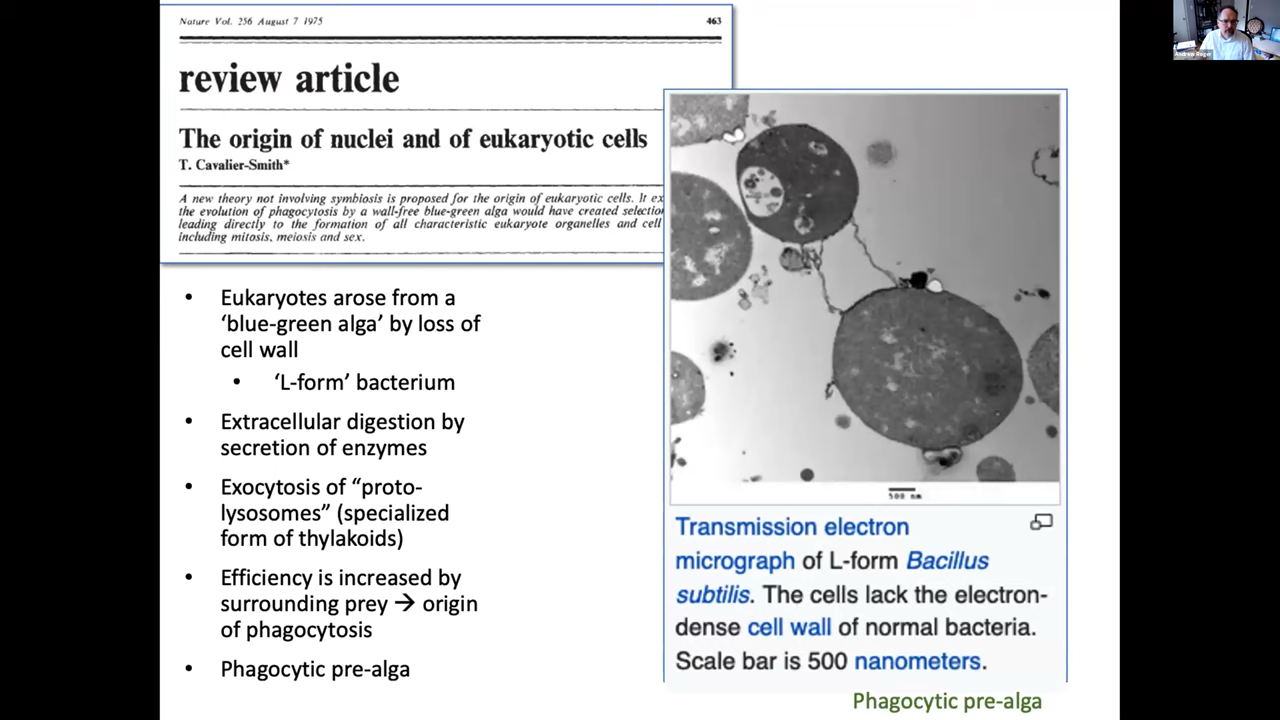 Nature Vol. 256 August 7 1975
463
review article
The origin of nuclei and of eukaryotic cells
T. Cavalier-Smith*
A new theory not involving symbiosis is proposed for the origin of eukaryotic cells. It ex
the evolution of phagocytosis by a wall-free blue-green alga would have created selection
leading directly to the formation of all characteristic eukaryote organelles and cell
including mitosis, meiosis and sex.
• Eukaryotes arose from a
‘blue-green alga’ by loss of
cell wall
• ‘L-form’ bacterium
• Extracellular digestion by
secretion of enzymes
• Exocytosis of “proto-
lysosomes” (specialized
form of thylakoids)
• Efficiency is increased by
surrounding prey → origin
of phagocytosis
• Phagocytic pre-alga
500 nm
Transmission electron
micrograph of L-form Bacillus
subtilis. The cells lack the electron-
dense cell wall of normal bacteria.
Scale bar is 500 nanometers.
Phagocytic pre-alga
Andrew Roger